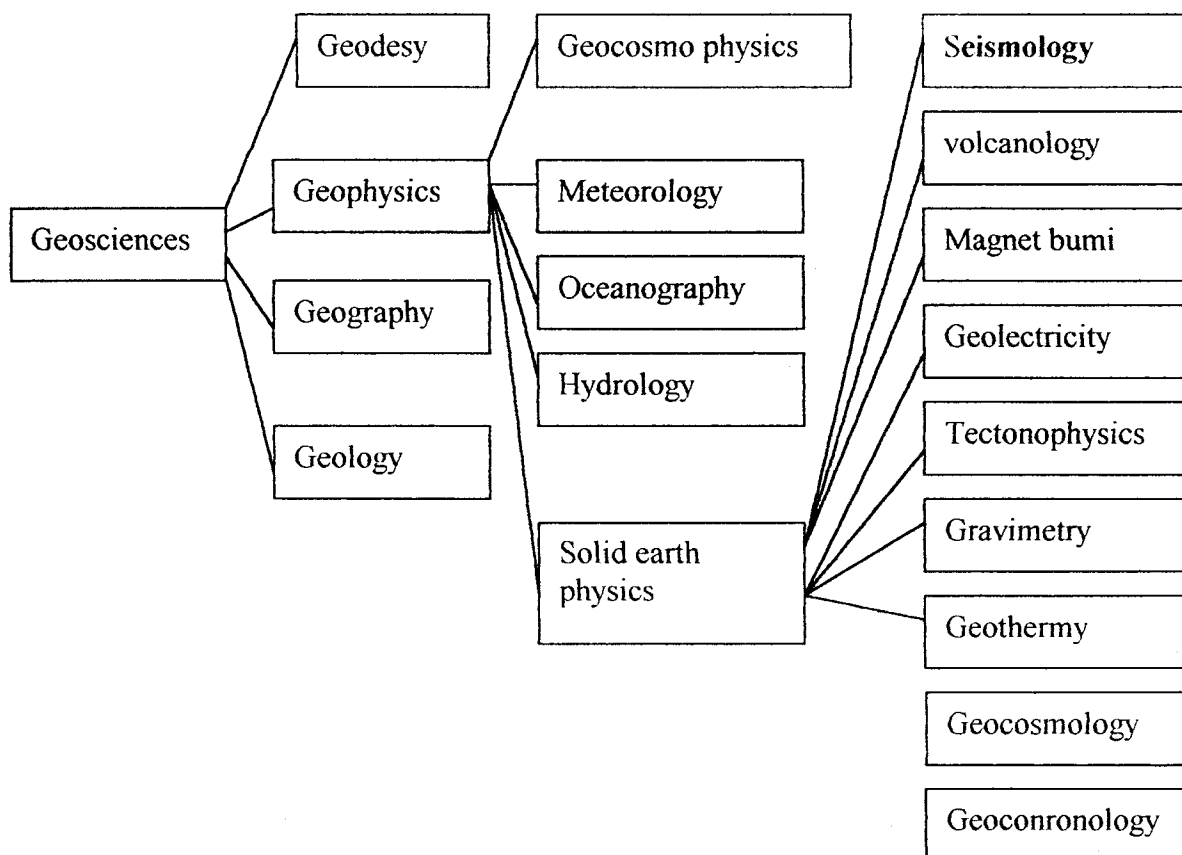 Geosciences
Geodesy
Geophysics
Geography
Geology
Geocosmo physics
Meteorology
Oceanography
Hydrology
Solid earth
physics
Seismology
volcanology
Magnet bumi
Geolectricity
Tectonophysics
Gravimetry
Geothermy
Geocosmology
Geoconronology